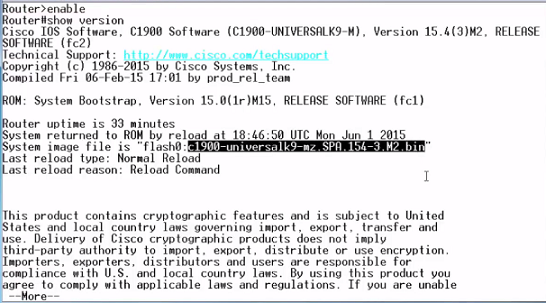 Router>enable
Router#show version
Cisco IOS Software, C1900 Software (C1900-UNIVERSALK9-M), Version 15.4(3)M2, RELEASE
SOFTWARE (fc2)
Technical Support: http://www.cisco.com/techsupport
Copyright (c) 1986-2015 by Cisco Systems, Inc.
Compiled Fri 06-Feb-15 17:01 by prod_rel_team
ROM: System Bootstrap, Version 15.0(1r)M15, RELEASE SOFTWARE (fc1)
Router uptime is 33 minutes
System returned to ROM by reload at 18:46:50 UTC Mon Jun 1 2015
System image file is "flash0:c1900-universalk9-mz.SPA.154-3.M2.bin"
Last reload type: Normal Reload
Last reload reason: Reload Command
This product contains cryptographic features and is subject to United
States and local country laws governing import, export, transfer and
use. Delivery of Cisco cryptographic products does not imply
third-party authority to import, export, distribute or use encryption.
Importers, exporters, distributors and users are responsible for
compliance with U.S. and local country laws. By using this product you
agree to comply with applicable laws and regulations. If you are unable
--More--